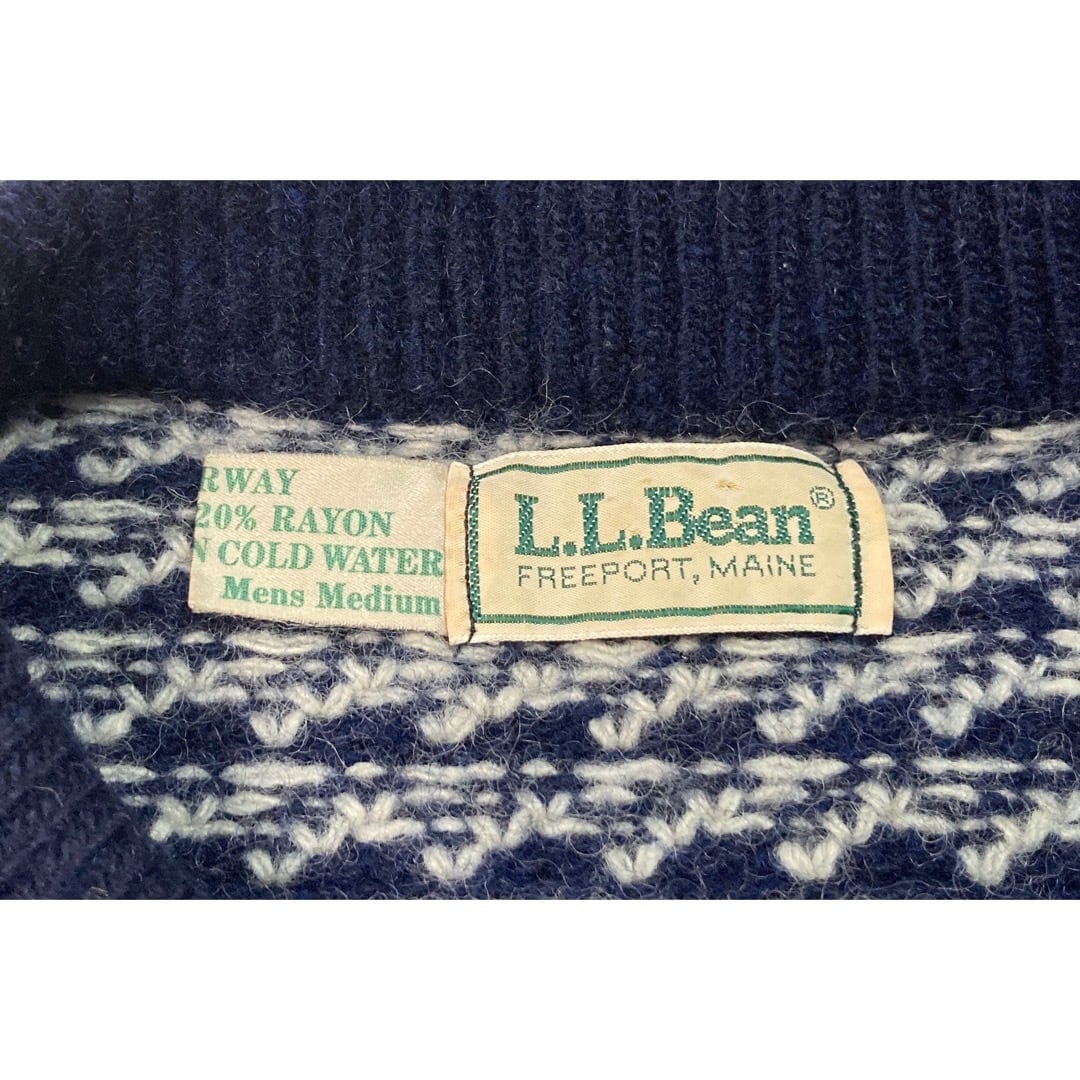 RWAY
20% RAYON
N COLD WATER
Mens Medium
L.L.Bean®
FREEPORT, MAINE